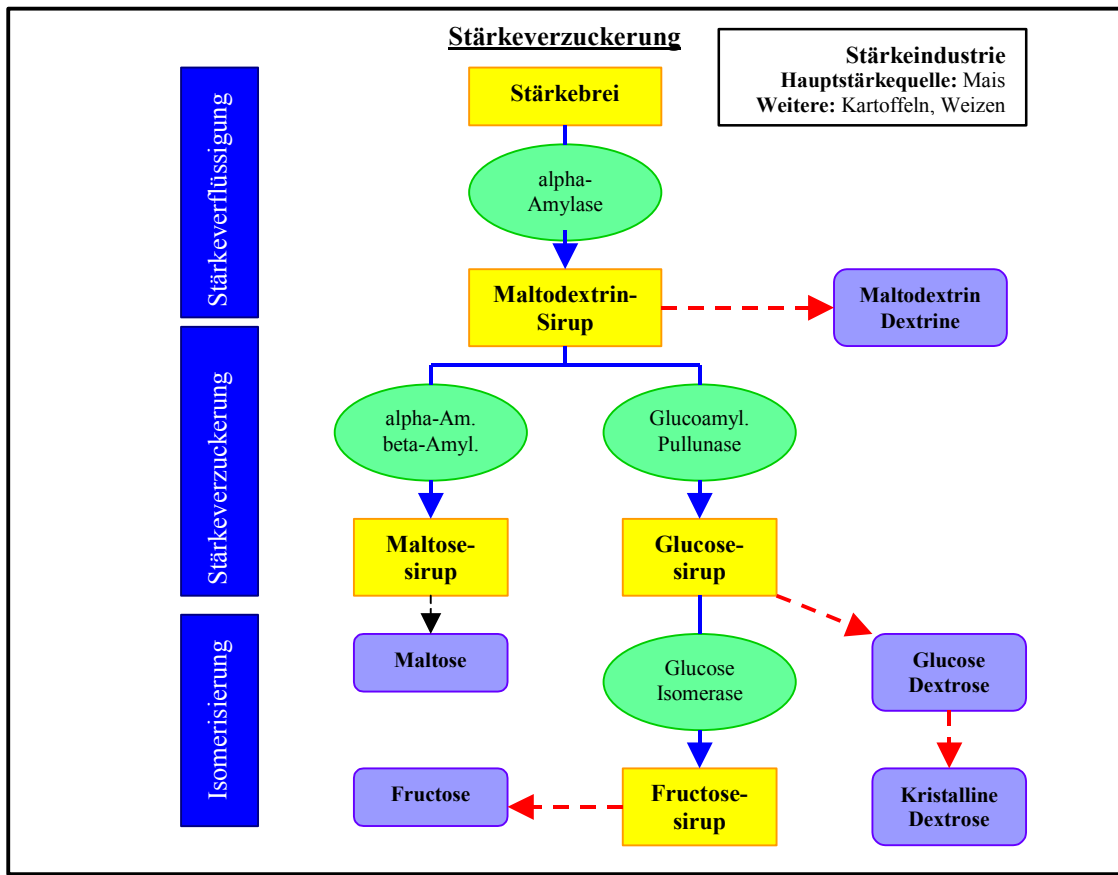 Stärkeverzuckerung
Stärkeindustrie
Hauptstärkequelle: Mais
Weitere: Kartoffeln, Weizen
Stärkeverflüssigung
Stärkebrei
alpha-
Amylase
Maltodextrin-
Sirup
Maltodextrin
Dextrine
Stärkeverzuckerung
alpha-Am.
beta-Amyl.
Glucoamyl.
Pullunase
Maltose-
sirup
Glucose-
sirup
Isomerisierung
Maltose
Glucose
Isomerase
Glucose
Dextrose
Fructose
Fructose-
sirup
Kristalline
Dextrose